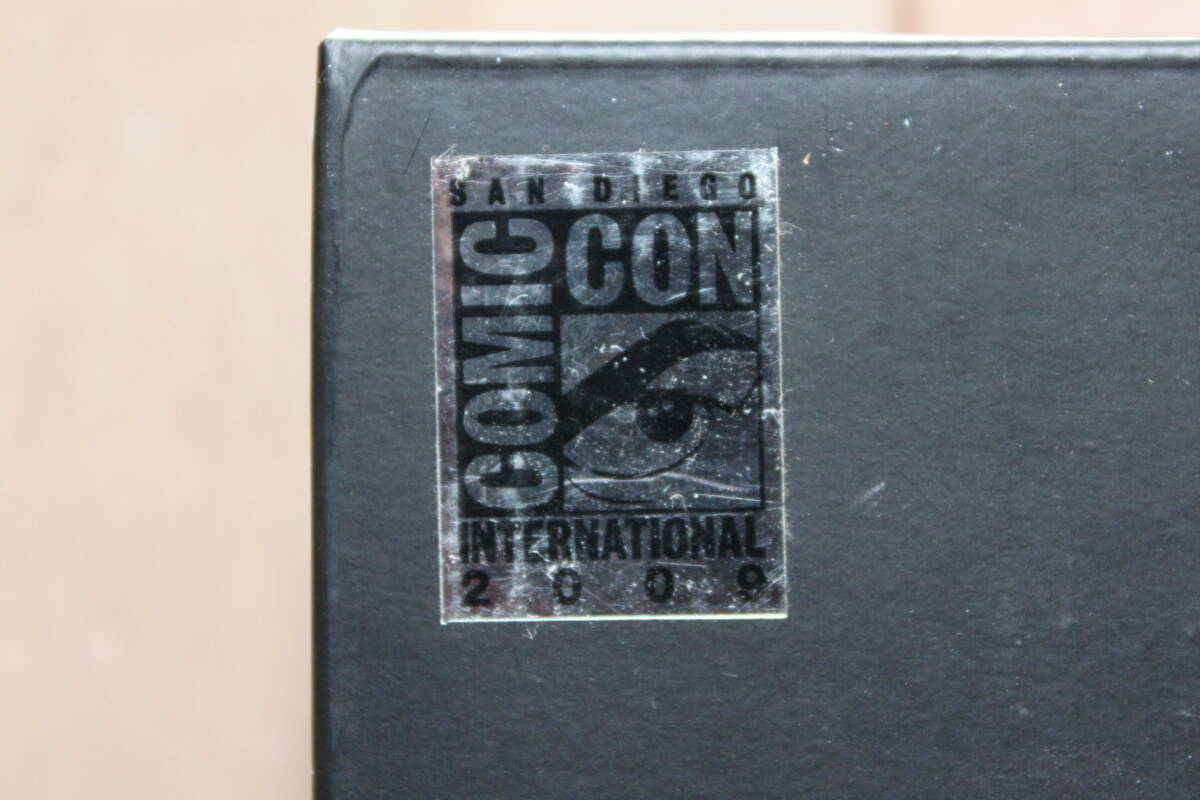 SAN DIEGO
COMIC
CON
INTERNATIONAL
2009